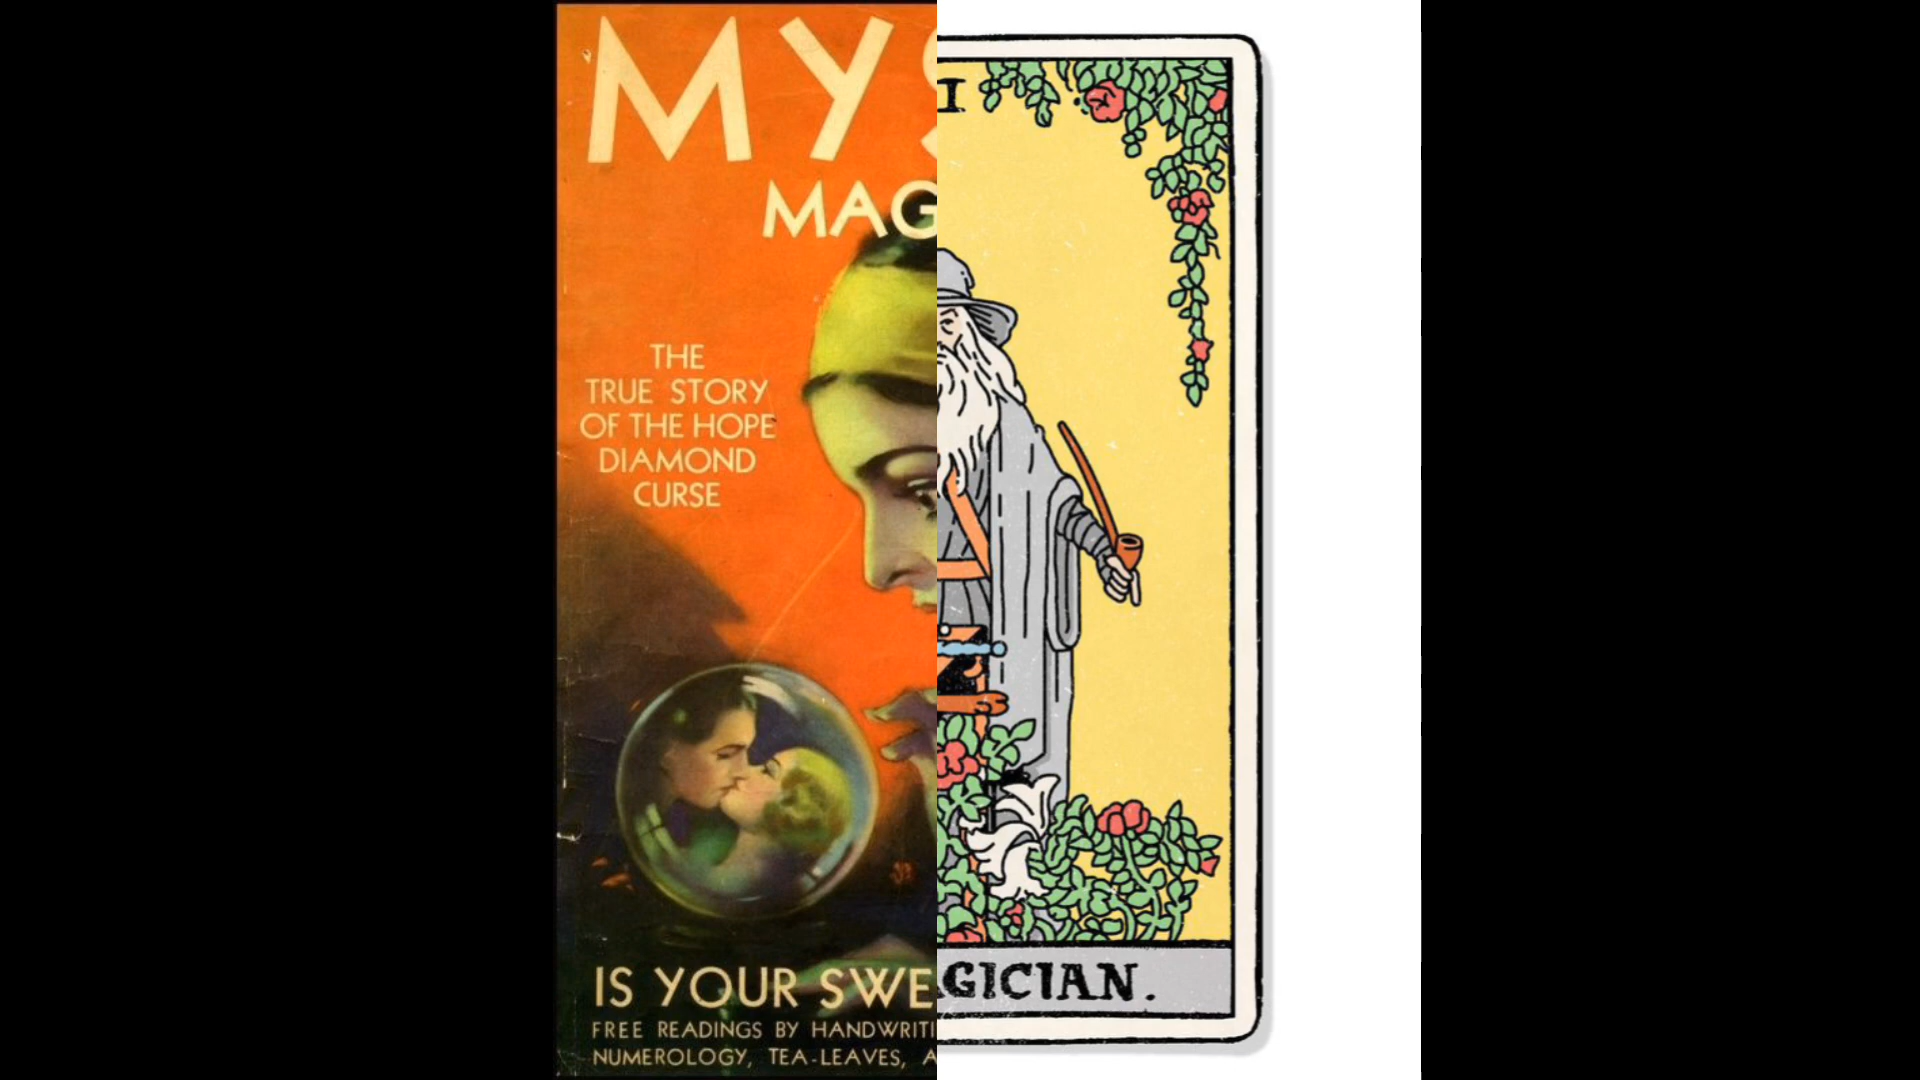 MYS
MAG
THE
TRUE STORY
OF THE HOPE
DIAMOND
CURSE
IS YOUR SWE
FREE READINGS BY HANDWRITI
NUMEROLOGY, TEA-LEAVES, A
I
GICIAN.